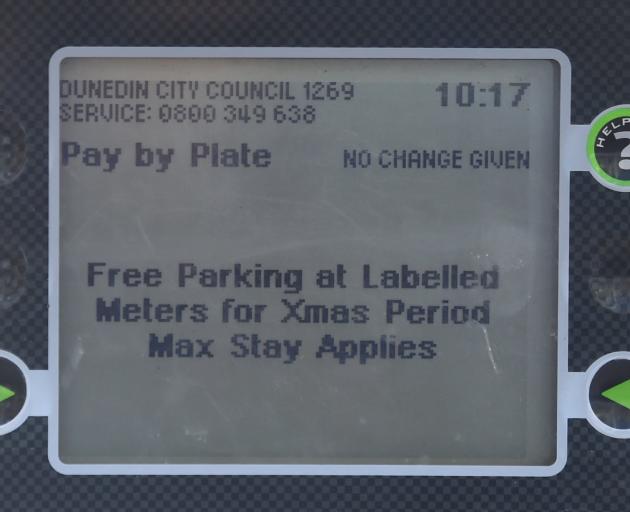 DUNEDIN CITY COUNCIL 1269
10:17
SERVICE: 0800 349 638
Pay by Plate
NO CHANGE GIVEN
HELP
?
Free Parking at Labelled
Meters for Xmas Period
Max Stay Applies